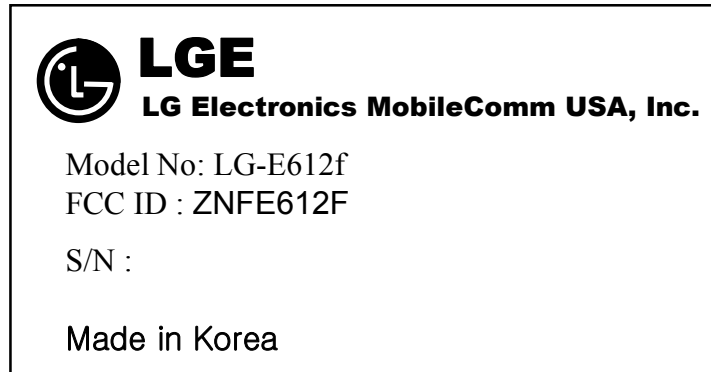 LGE
LG Electronics MobileComm USA, Inc.
Model No: LG-E612f
FCC ID : ZNFE612F
S/N :
Made in Korea